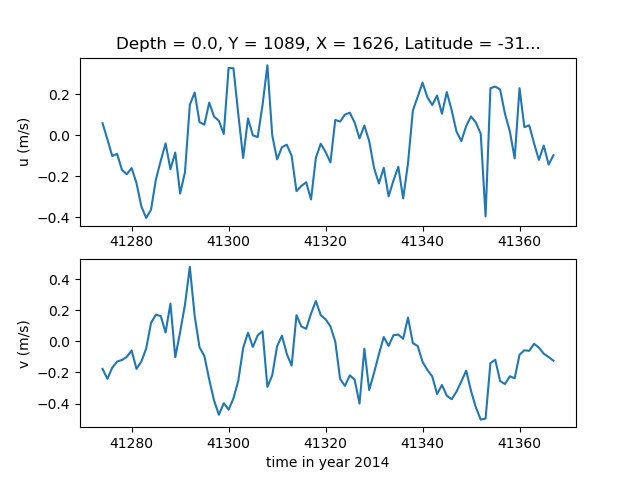 Depth = 0.0, Y = 1089, X = 1626, Latitude = -31...
u (m/s)
0.2
0.0
−0.2
−0.4
41280 41300 41320 41340 41360
v (m/s)
0.4
0.2
0.0
−0.2
−0.4
41280 41300 41320 41340 41360
time in year 2014